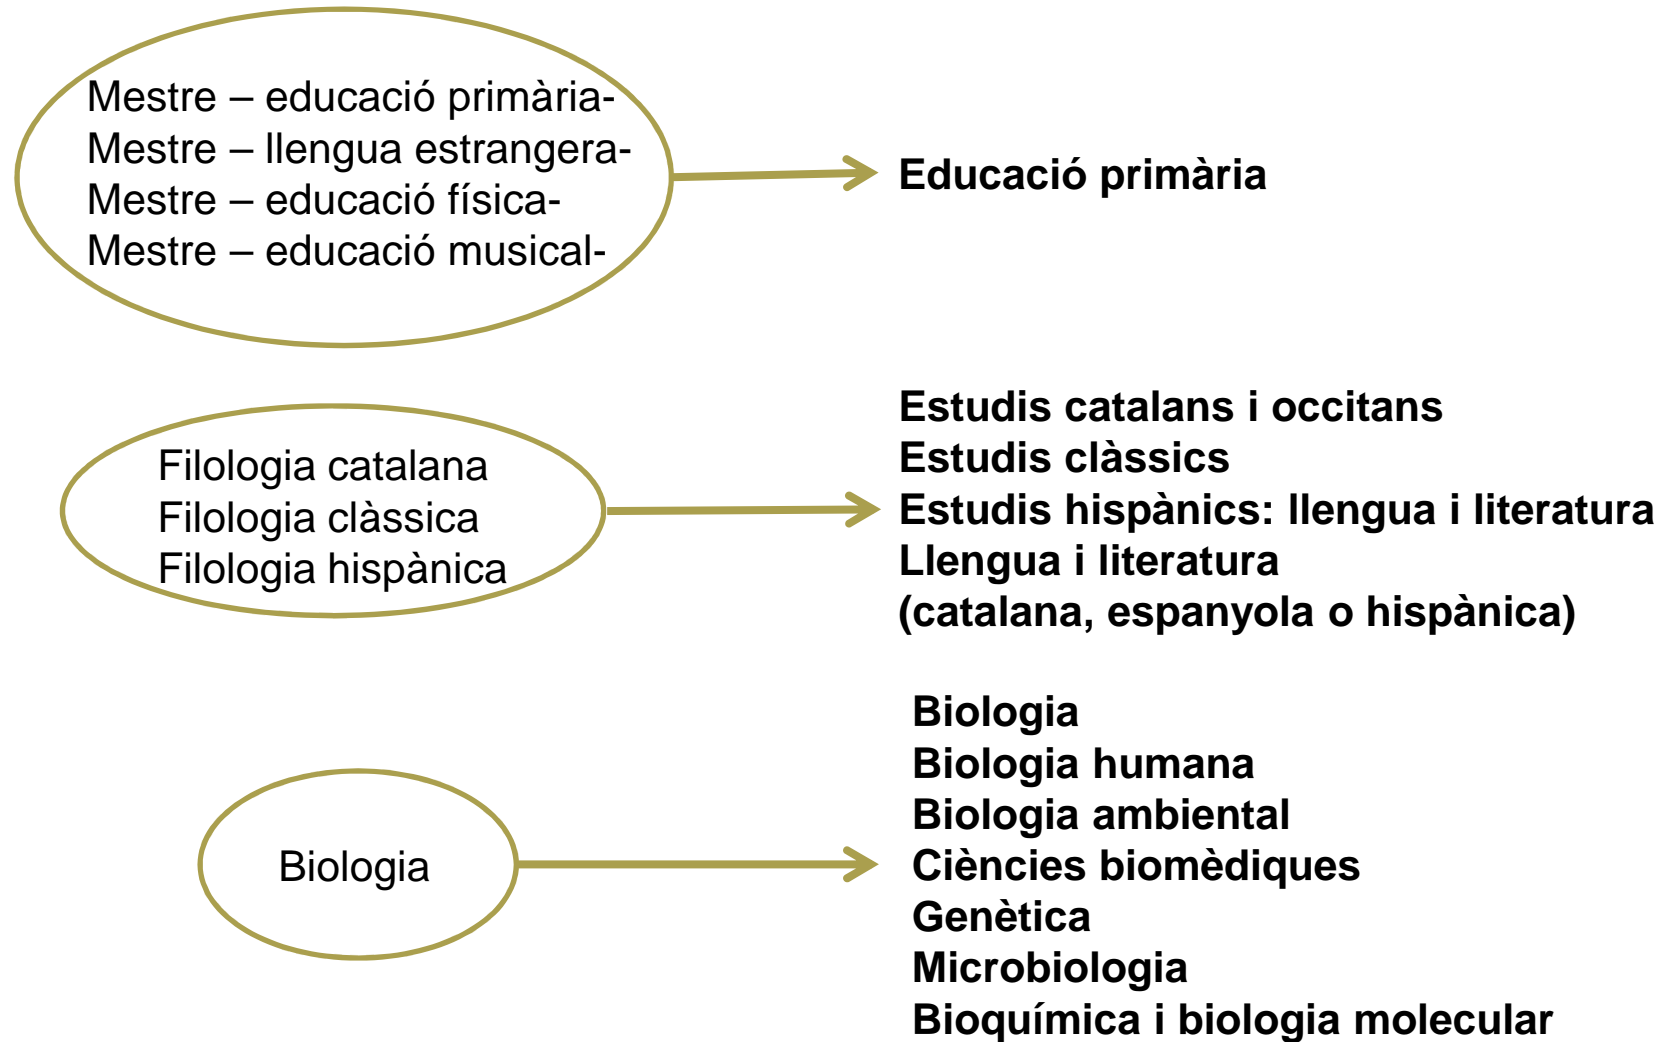 Mestre – educació primària-
Mestre – llengua estrangera-
Mestre – educació física-
Mestre – educació musical-
Educació primària
Filologia catalana
Filologia clàssica
Filologia hispànica
Estudis catalans i occitans
Estudis clàssics
Estudis hispànics: llengua i literatura
Llengua i literatura
(catalana, espanyola o hispànica)
Biologia
Biologia
Biologia humana
Biologia ambiental
Ciències biomèdiques
Genètica
Microbiologia
Bioquímica i biologia molecular